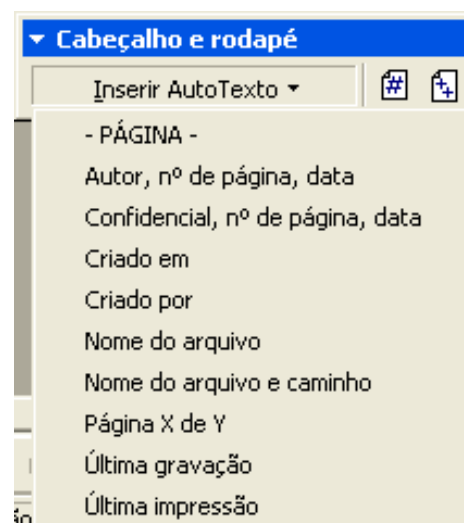 Cabeçalho e rodapé
Inserir AutoTexto
- PÁGINA -
Autor, nº de página, data
Confidencial, nº de página, data
Criado em
Criado por
Nome do arquivo
Nome do arquivo e caminho
Página X de Y
Última gravação
Última impressão